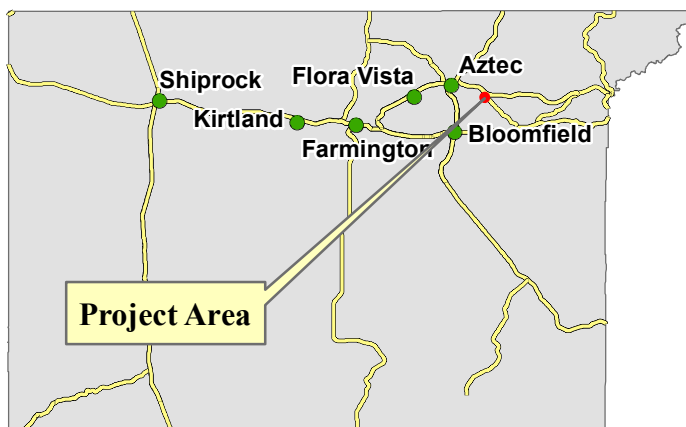 Aztec
Shiprock
Flora Vista
Kirtland
Farmington
Bloomfield
Project Area